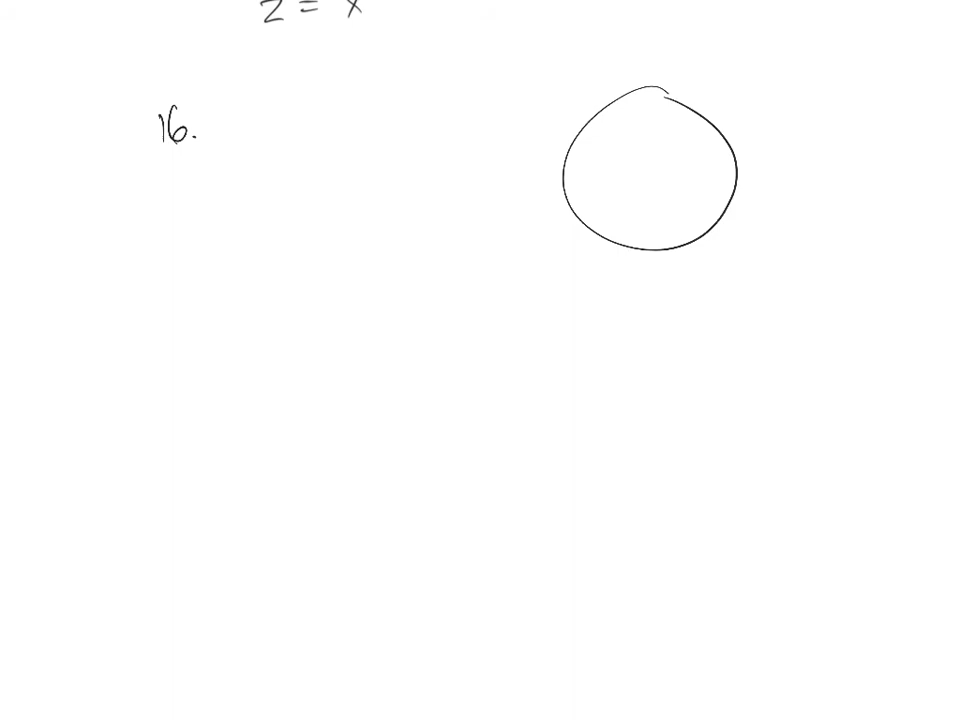 2 = x
16.